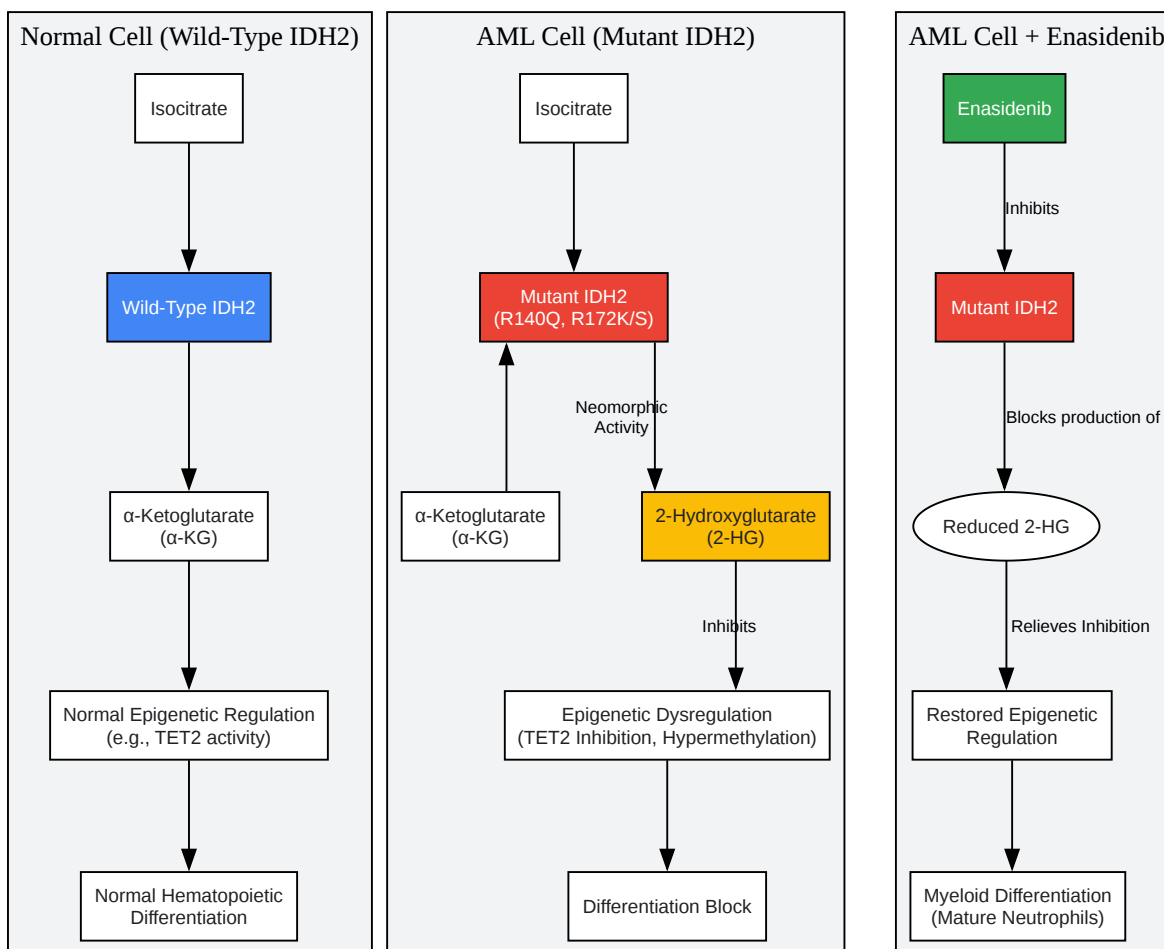 Normal Cell (Wild-Type IDH2)
Isocitrate
Wild-Type IDH2
α-Ketoglutarate
(α-KG)
Normal Epigenetic Regulation
(e.g., TET2 activity)
Normal Hematopoietic
Differentiation
AML Cell (Mutant IDH2)
Isocitrate
Mutant IDH2
(R140Q, R172K/S)
Neomorphic
Activity
α-Ketoglutarate
(α-KG)
2-Hydroxyglutarate
(2-HG)
Inhibits
Epigenetic Dysregulation
(TET2 Inhibition, Hypermethylation)
Differentiation Block
AML Cell + Enasidenib
Enasidenib
Inhibits
Mutant IDH2
Blocks production of
Reduced 2-HG
Relieves Inhibition
Restored Epigenetic
Regulation
Myeloid Differentiation
(Mature Neutrophils)